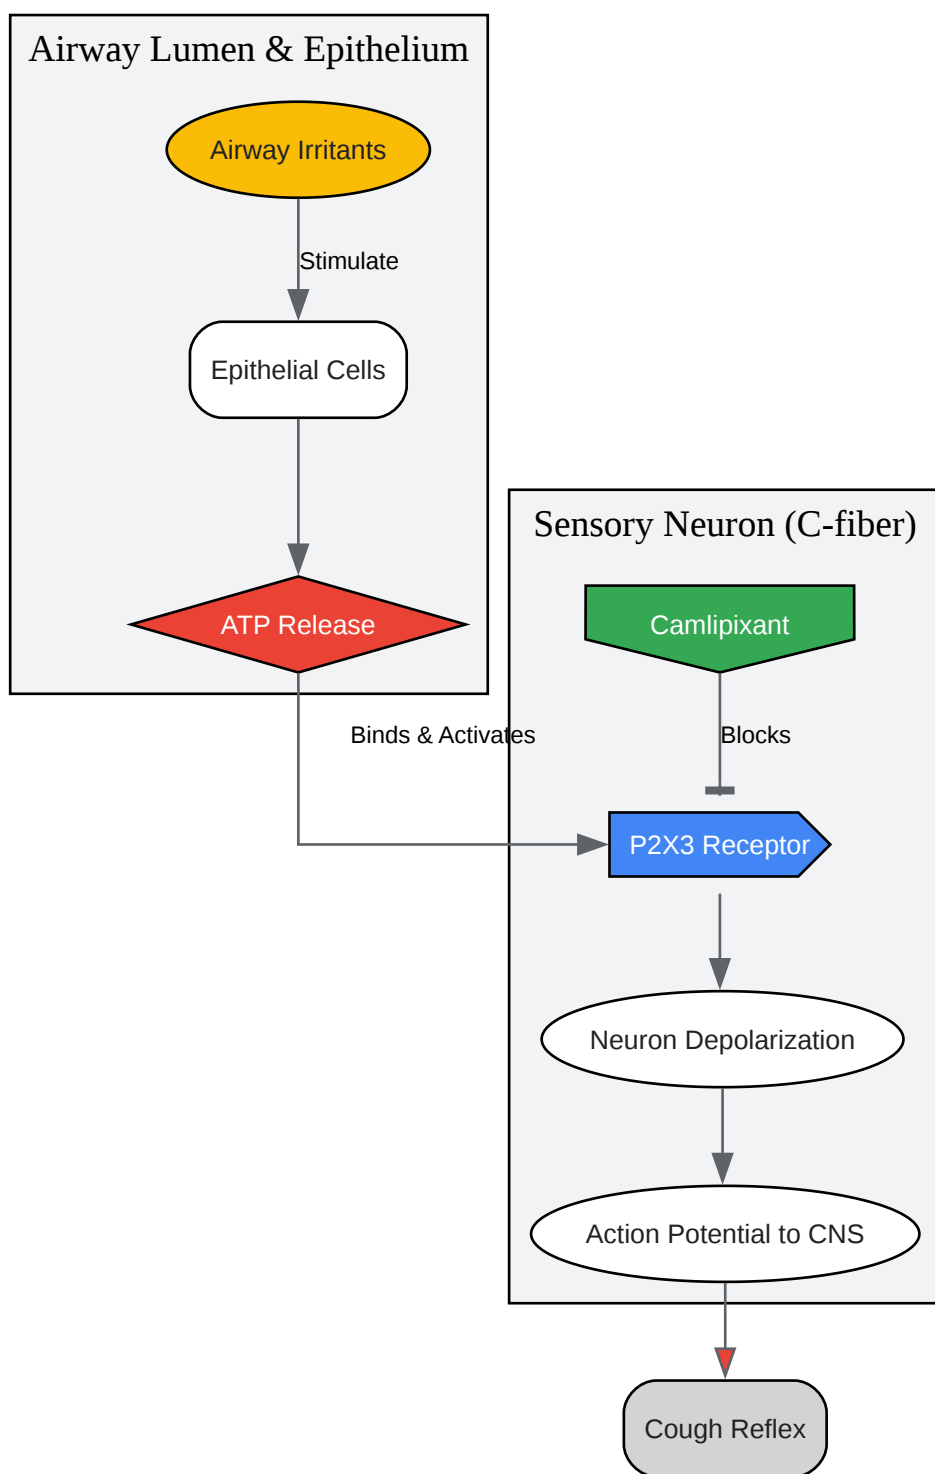 Airway Lumen & Epithelium
Airway Irritants
Stimulate
Epithelial Cells
ATP Release
Binds & Activates
Sensory Neuron (C-fiber)
Camlipixant
Blocks
P2X3 Receptor
Neuron Depolarization
Action Potential to CNS
Cough Reflex